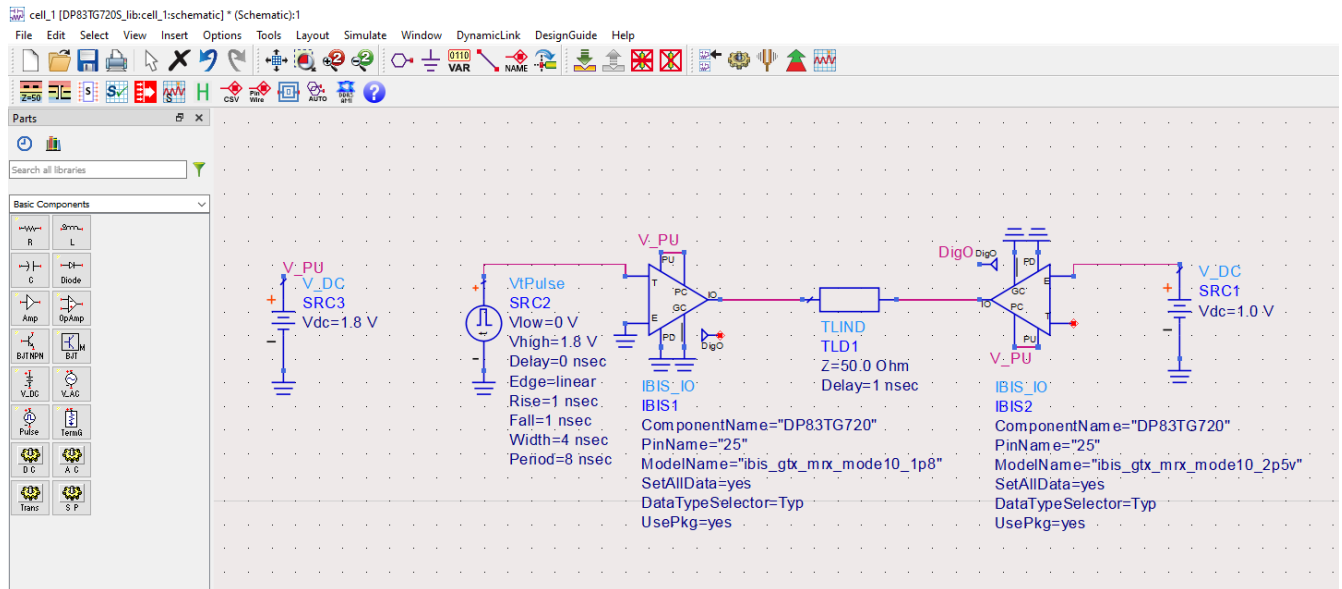 cell_1 [DP83TG720S_lib:cell_1:schematic] * (Schematic):1
File Edit Select View Insert Options Tools Layout Simulate Window DynamicLink DesignGuide Help
0110
VAR
NAME
Z=50
S
S
S
H
CSV
Pin
Wire
AUTO
DDR5
AMI
?
Parts
Search all libraries
Basic Components
R
L
C
Diode
Amp
OpAmp
BJTNPN
BJT
M
V_DC
V_AC
Pulse
TermG
D C
A C
Trans
S P
V_PU
V_DC
SRC3
Vdc=1.8 V
+
−
VtPulse
SRC2
Vlow=0 V
Vhigh=1.8 V
Delay=0 nsec
Edge=linear
Rise=1 nsec
Fall=1 nsec
Width=4 nsec
Period=8 nsec
+
−
V_PU
PU
T
PC
IO
GC
E
PD
DigO
IBIS_IO
IBIS1
ComponentName="DP83TG720"
PinName="25"
ModelName="ibis_gtx_mrx_mode10_1p8"
SetAllData=yes
DataTypeSelector=Typ
UsePkg=yes
TLIND
TLD1
Z=50.0 Ohm
Delay=1 nsec
DigO
DigO
PD
GC
E
IO
PC
T
PU
V_PU
IBIS_IO
IBIS2
ComponentName="DP83TG720"
PinName="25"
ModelName="ibis_gtx_mrx_mode10_2p5v"
SetAllData=yes
DataTypeSelector=Typ
UsePkg=yes
V_DC
SRC1
Vdc=1.0 V
+
−